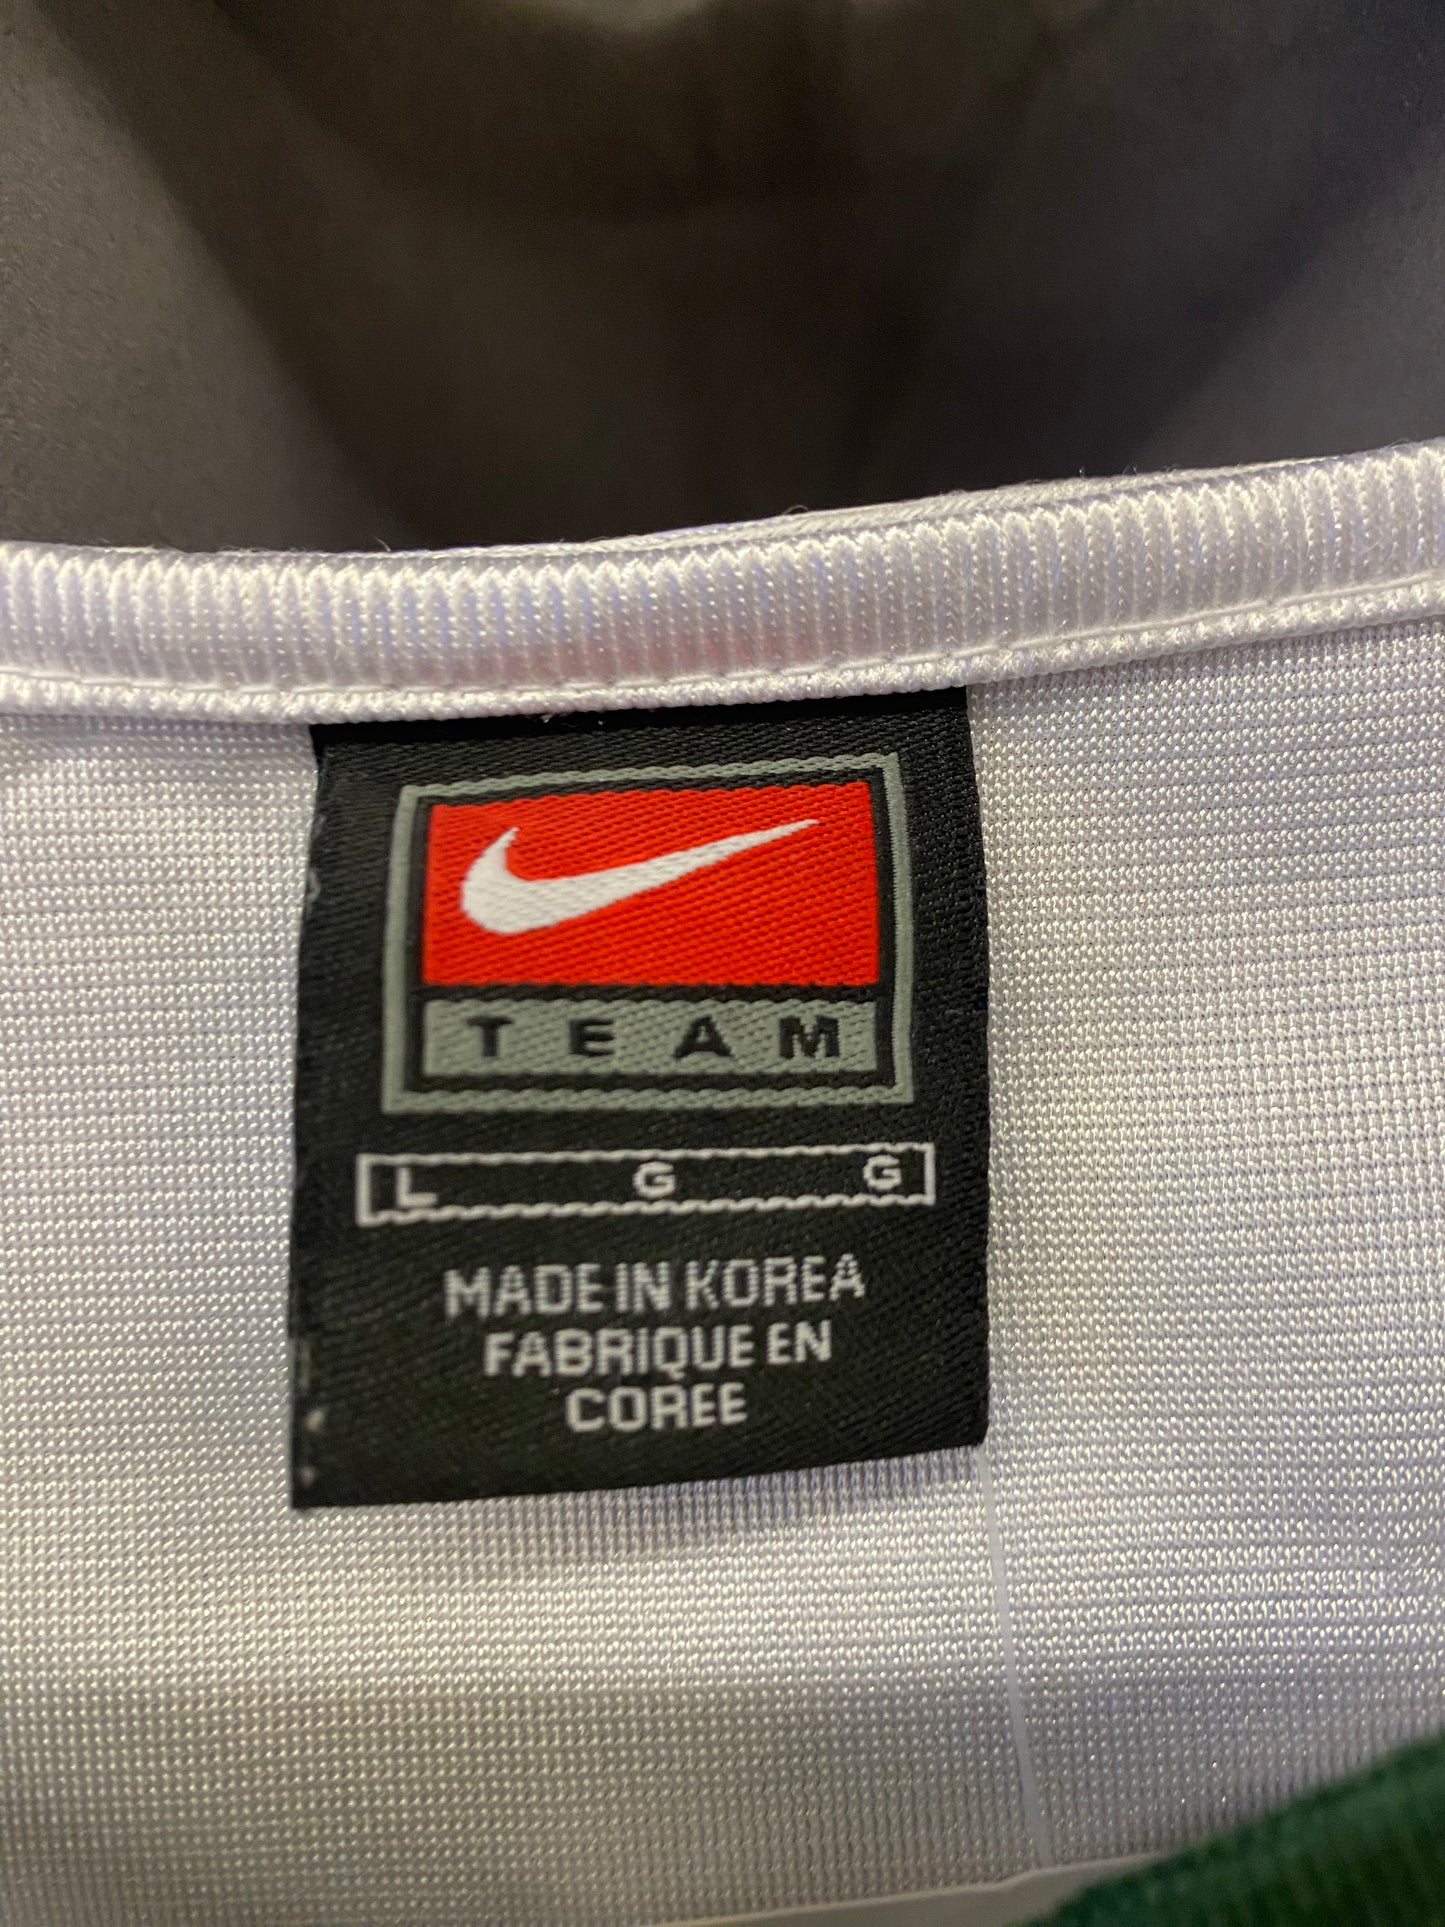 TEAM
L G G
MADE IN KOREA
FABRIQUE EN
COREE